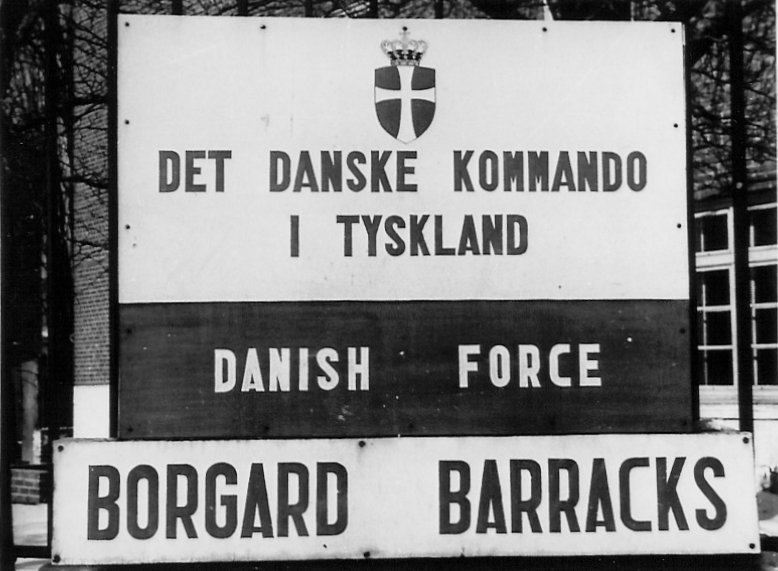 DET DANSKE KOMMANDO
I TYSKLAND
DANISH FORCE
BORGARD BARRACKS